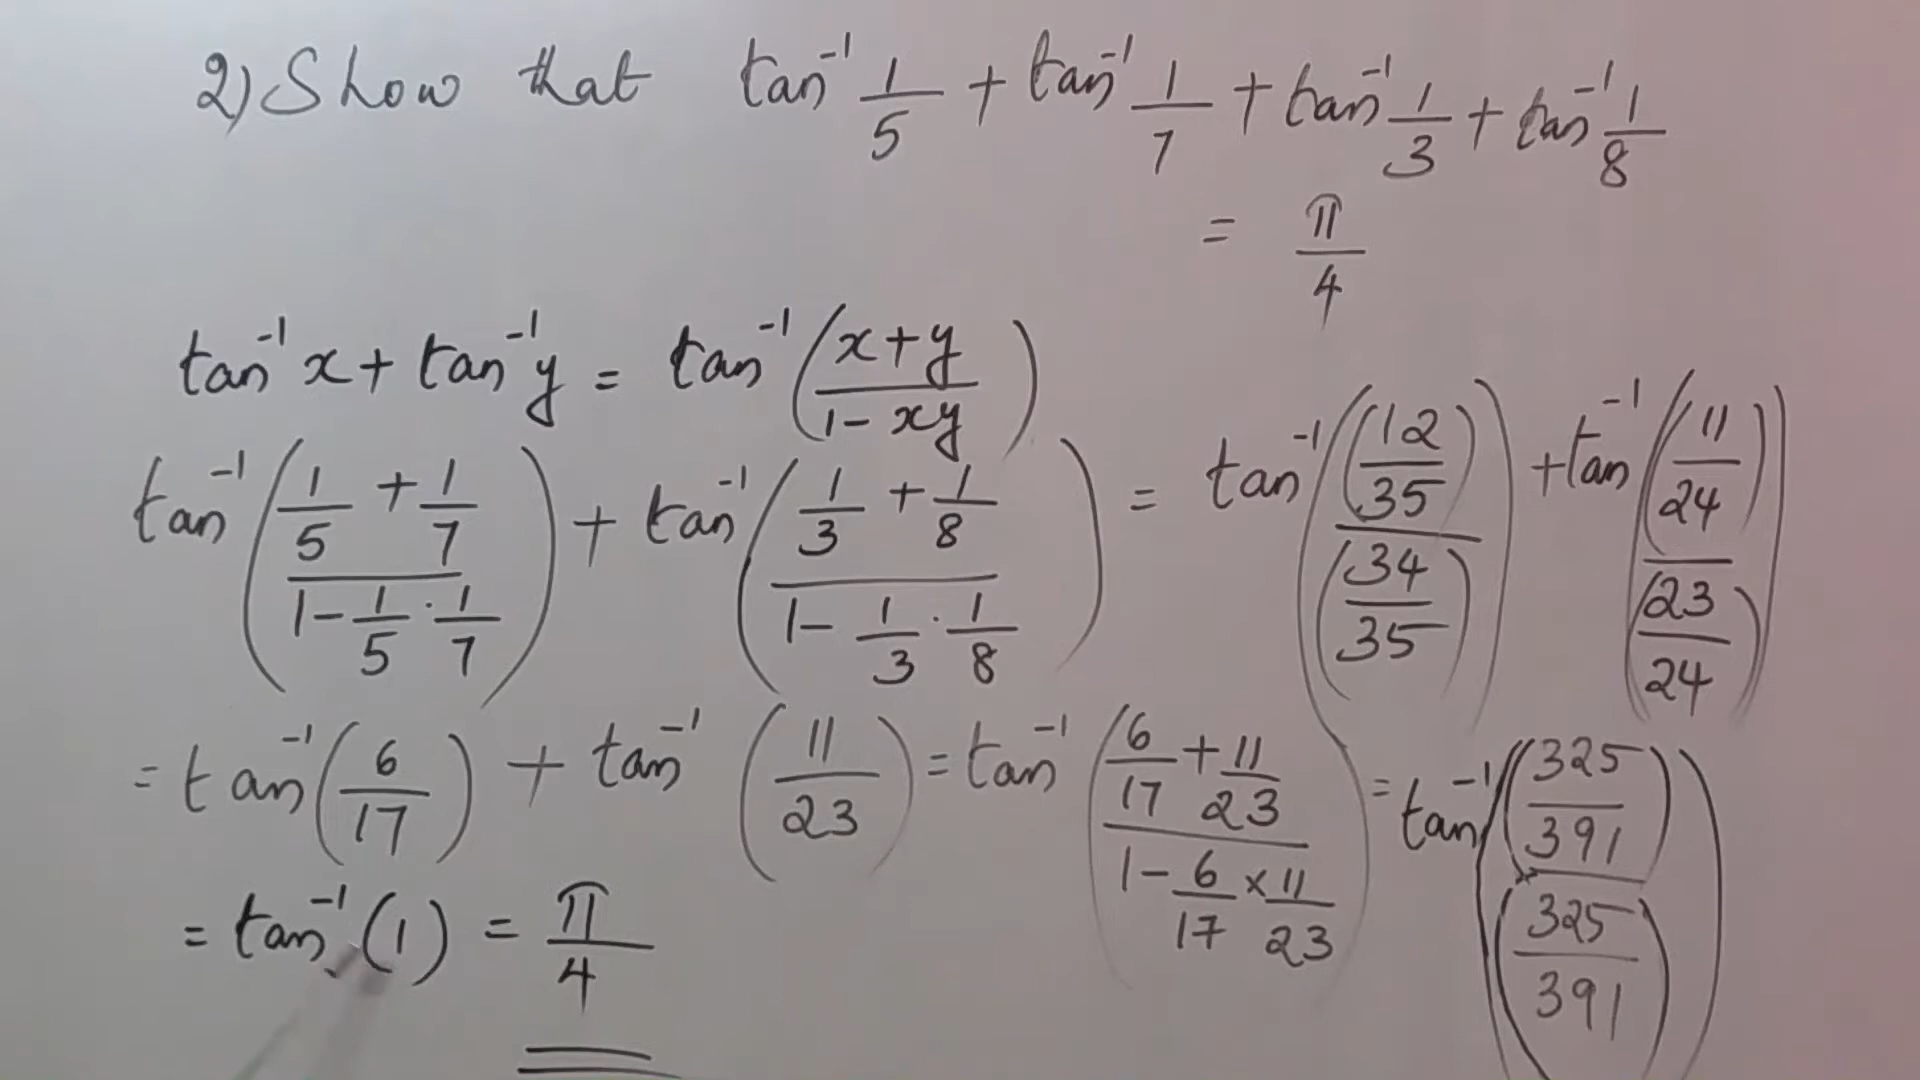 2) Show that tan⁻¹ 1/5 + tan⁻¹ 1/7 + tan⁻¹ 1/3 + tan⁻¹ 1/8
= π/4
tan⁻¹ x + tan⁻¹ y = tan⁻¹ ((x+y)/(1-xy))
tan⁻¹ ((1/5 + 1/7)/(1 - 1/5 · 1/7)) + tan⁻¹ ((1/3 + 1/8)/(1 - 1/3 · 1/8)) = tan⁻¹ ((12/35)/(34/35)) + tan⁻¹ ((11/24)/(23/24))
= tan⁻¹ (6/17) + tan⁻¹ (11/23) = tan⁻¹ ((6/17 + 11/23)/(1 - 6/17 × 11/23)) = tan⁻¹ ((325/391)/(325/391))
= tan⁻¹ (1) = π/4